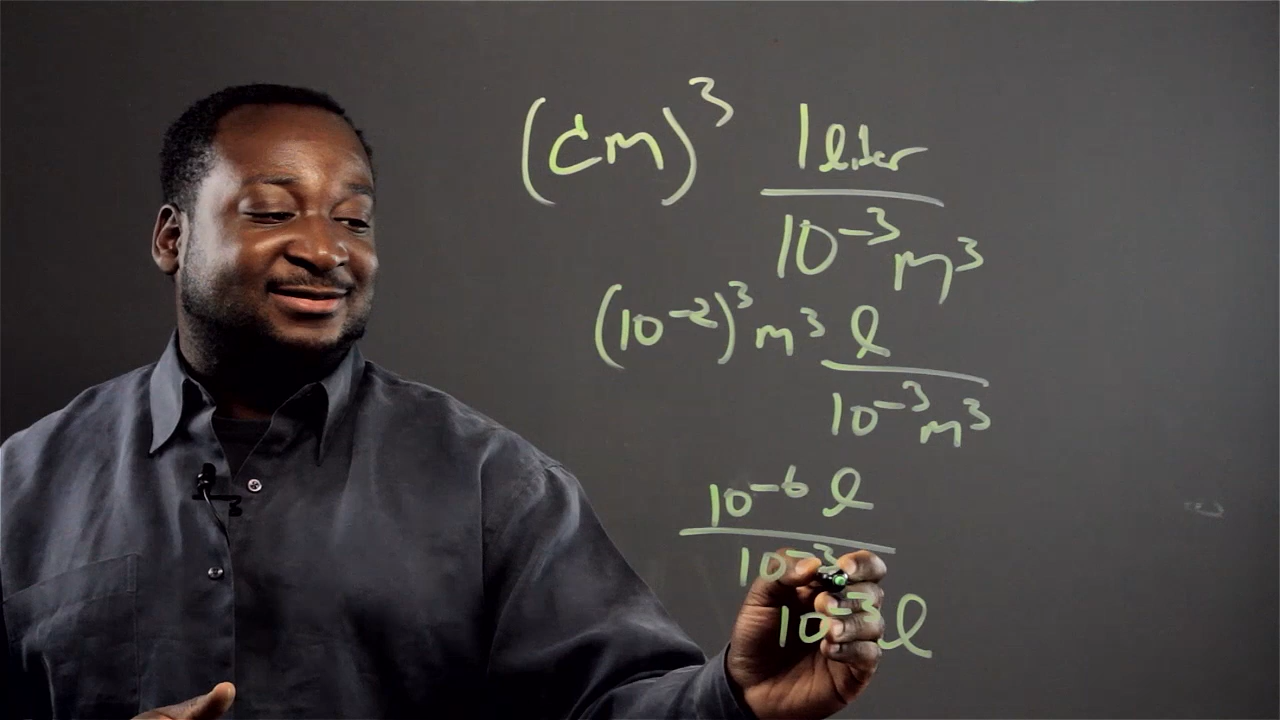 (cm)³ 1 liter
10⁻³ m³
(10⁻²)³ m³ l
10⁻³ m³
10⁻⁶ l
10⁻³
10⁻³ l